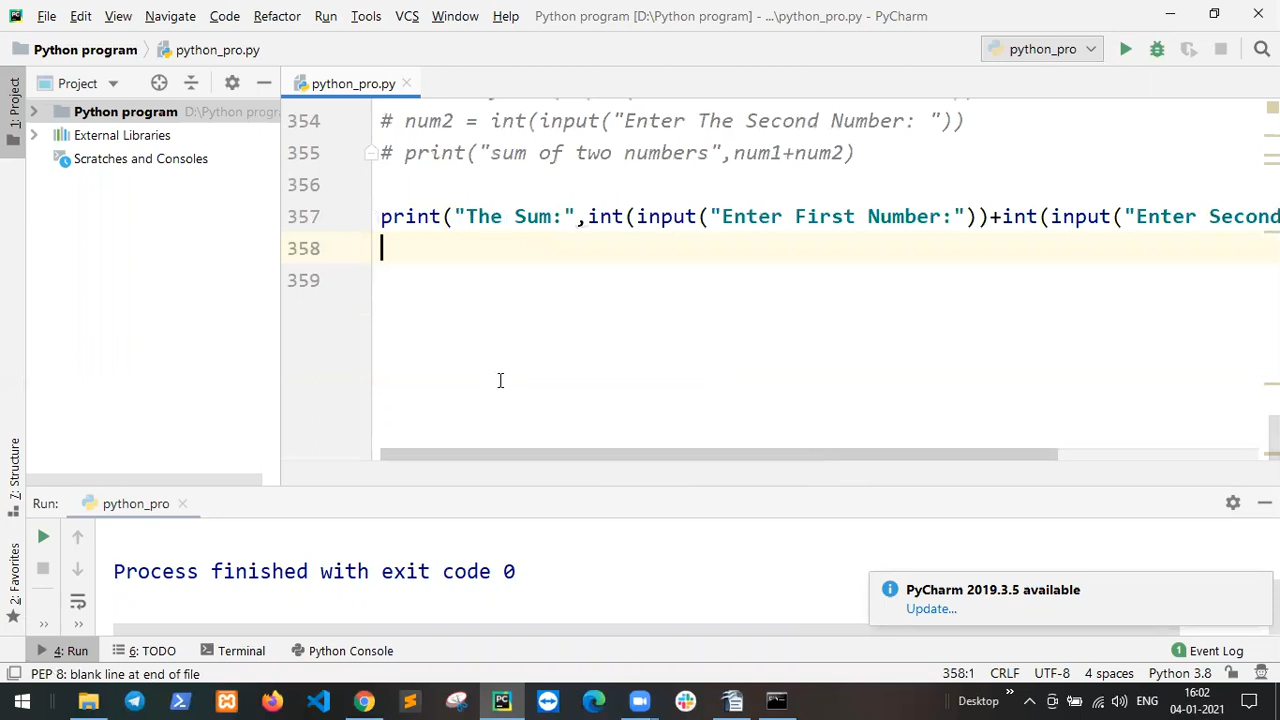 File Edit View Navigate Code Refactor Run Tools VCS Window Help Python program [D:\Python program] - ...\python_pro.py - PyCharm
Python program python_pro.py python_pro
1: Project
Project
python_pro.py
Python program D:\Python progr
External Libraries
Scratches and Consoles
354 # num2 = int(input("Enter The Second Number: "))
355 # print("sum of two numbers",num1+num2)
356
357 print("The Sum:",int(input("Enter First Number:"))+int(input("Enter Second
358
359
7: Structure
2: Favorites
Run: python_pro
Process finished with exit code 0
PyCharm 2019.3.5 available
Update...
4: Run 6: TODO Terminal Python Console 1 Event Log
PEP 8: blank line at end of file 358:1 CRLF UTF-8 4 spaces Python 3.8
Desktop ENG 16:02
04-01-2021